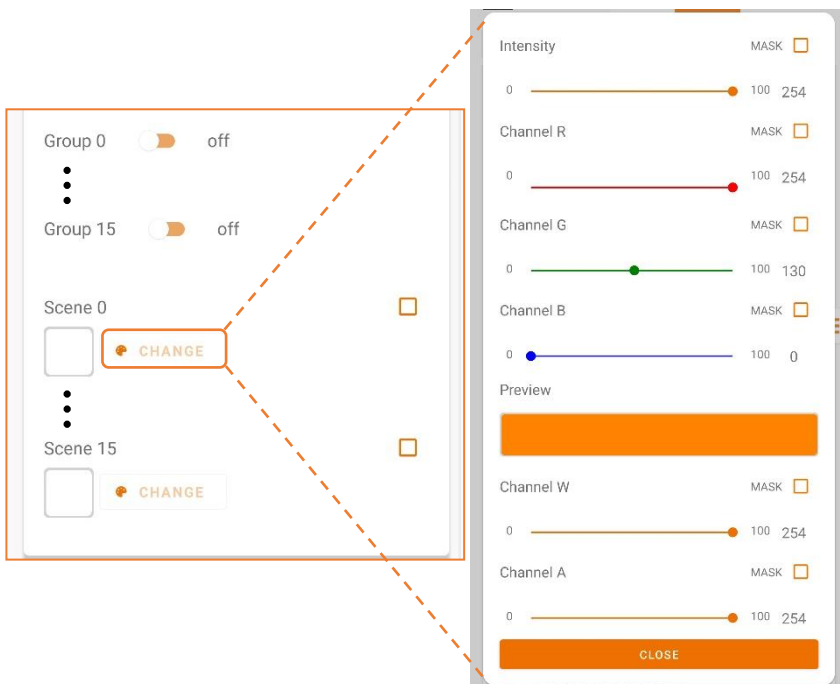 Group 0 off
Group 15 off
Scene 0
CHANGE
Scene 15
CHANGE
Intensity MASK
0 100 254
Channel R MASK
0 100 254
Channel G MASK
0 100 130
Channel B MASK
0 100 0
Preview
Channel W MASK
0 100 254
Channel A MASK
0 100 254
CLOSE